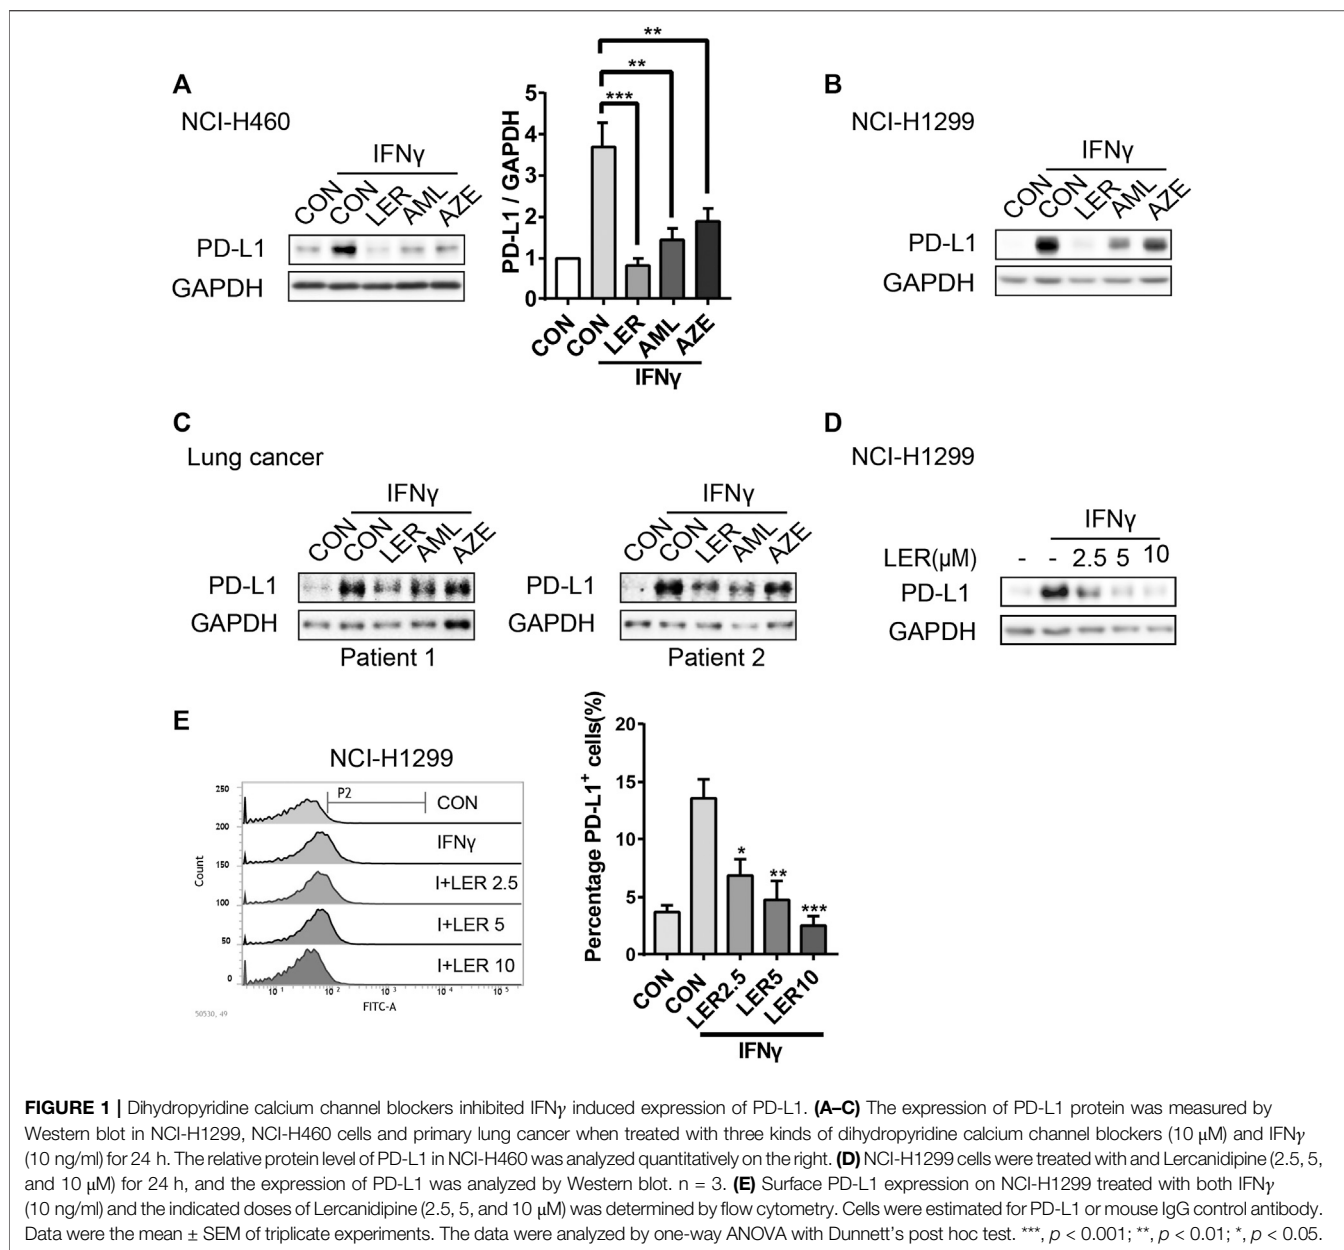 A
NCI-H460
IFNγ
CON CON LER AML AZE
PD-L1
GAPDH
PD-L1 / GAPDH
5
4
3
2
1
0
***
**
**
CON CON LER AML AZE
IFNγ
B
NCI-H1299
IFNγ
CON CON LER AML AZE
PD-L1
GAPDH
C
Lung cancer
IFNγ
CON CON LER AML AZE
PD-L1
GAPDH
Patient 1
IFNγ
CON CON LER AML AZE
PD-L1
GAPDH
Patient 2
D
NCI-H1299
IFNγ
LER(μM) - - 2.5 5 10
PD-L1
GAPDH
E
NCI-H1299
Count
250
200
150
100
50
0
P2
CON
IFNγ
I+LER 2.5
I+LER 5
I+LER 10
10¹ 10² 10³ 10⁴ 10⁵
FITC-A
50530, 49
Percentage PD-L1⁺ cells(%)
20
15
10
5
0
* ** ***
CON CON LER2.5 LER5 LER10
IFNγ
FIGURE 1 | Dihydropyridine calcium channel blockers inhibited IFNγ induced expression of PD-L1. (A–C) The expression of PD-L1 protein was measured by
Western blot in NCI-H1299, NCI-H460 cells and primary lung cancer when treated with three kinds of dihydropyridine calcium channel blockers (10 μM) and IFNγ
(10 ng/ml) for 24 h. The relative protein level of PD-L1 in NCI-H460 was analyzed quantitatively on the right. (D) NCI-H1299 cells were treated with and Lercanidipine (2.5, 5,
and 10 μM) for 24 h, and the expression of PD-L1 was analyzed by Western blot. n = 3. (E) Surface PD-L1 expression on NCI-H1299 treated with both IFNγ
(10 ng/ml) and the indicated doses of Lercanidipine (2.5, 5, and 10 μM) was determined by flow cytometry. Cells were estimated for PD-L1 or mouse IgG control antibody.
Data were the mean ± SEM of triplicate experiments. The data were analyzed by one-way ANOVA with Dunnett's post hoc test. ***, p < 0.001; **, p < 0.01; *, p < 0.05.